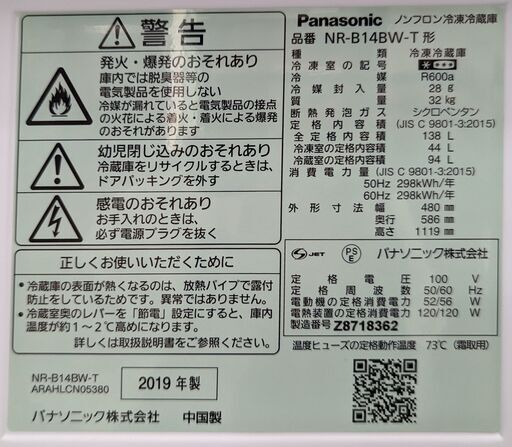 警告
発火・爆発のおそれあり
庫内では脱臭器等の
電気製品を使用しない
冷媒が漏れていると電気製品の接点
の火花による着火・着火による爆発
のおそれあり
幼児閉じ込みのおそれあり
冷蔵庫をリサイクルするときは、
ドアパッキングを外す
感電のおそれあり
お手入れのときは、
必ず電源プラグを抜く
正しくお使いいただくために
•冷蔵庫の表面が熱くなるのは、放熱パイプで露付
防止をしているためです。異常ではありません。
•冷蔵室奥のレバーを「節電」設定にすると、庫内
温度が約1～2℃高めになります。
詳しくは取扱説明書をご参照ください。
NR-B14BW-T
ARAHLCN05380
2019 年製
パナソニック株式会社 中国製
Panasonic ノンフロン冷凍冷蔵庫
品番 NR-B14BW-T 形
種類 冷凍冷蔵庫
冷凍室の記号
冷媒 R600a
冷媒封入量 28 g
質量 32 kg
断熱発泡ガス シクロペンタン
定格内容積 (JIS C 9801-3:2015)
全定格内容積 138 L
冷凍室の定格内容積 44 L
冷蔵室の定格内容積 94 L
消費電力量 (JIS C 9801-3:2015)
50Hz 298kWh/年
60Hz 298kWh/年
外形寸法 幅 480 mm
奥行 586 mm
高さ 1119 mm
S JET PS E パナソニック株式会社
定格電圧 100 V
定格周波数 50/60 Hz
電動機の定格消費電力 52/56 W
電熱装置の定格消費電力 120/120 W
製造番号 Z8718362
温度ヒューズの定格動作温度 73℃ (霜取用)